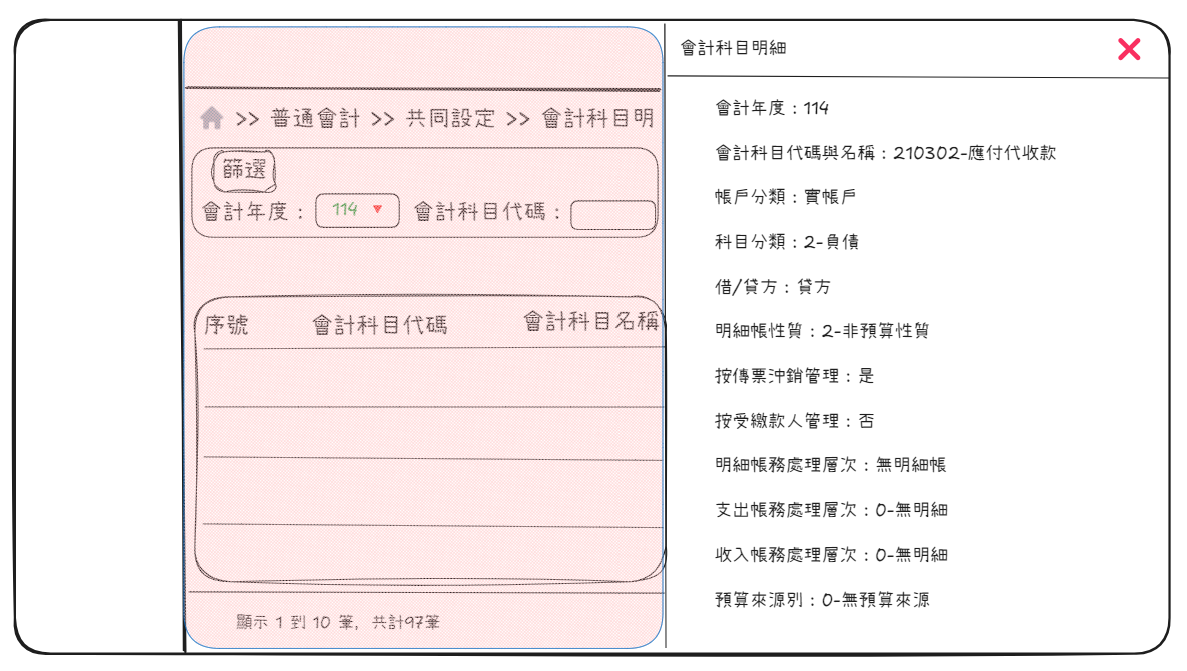 會計科目明細
>> 普通會計 >> 共同設定 >> 會計科目明
篩選
會計年度： 114 會計科目代碼：
序號 會計科目代碼 會計科目名稱
顯示 1 到 10 筆, 共計97筆
會計年度：114
會計科目代碼與名稱：210302-應付代收款
帳戶分類：實帳戶
科目分類：2-負債
借/貸方：貸方
明細帳性質：2-非預算性質
按傳票沖銷管理：是
按受繳款人管理：否
明細帳務處理層次：無明細帳
支出帳務處理層次：0-無明細
收入帳務處理層次：0-無明細
預算來源別：0-無預算來源